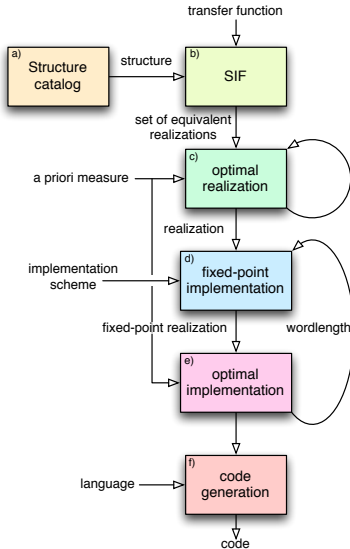 transfer function
a)
Structure
catalog
structure
b)
SIF
set of equivalent
realizations
c)
optimal
realization
a priori measure
realization
d)
fixed-point
implementation
implementation
scheme
fixed-point realization
wordlength
e)
optimal
implementation
f)
code
generation
language
code